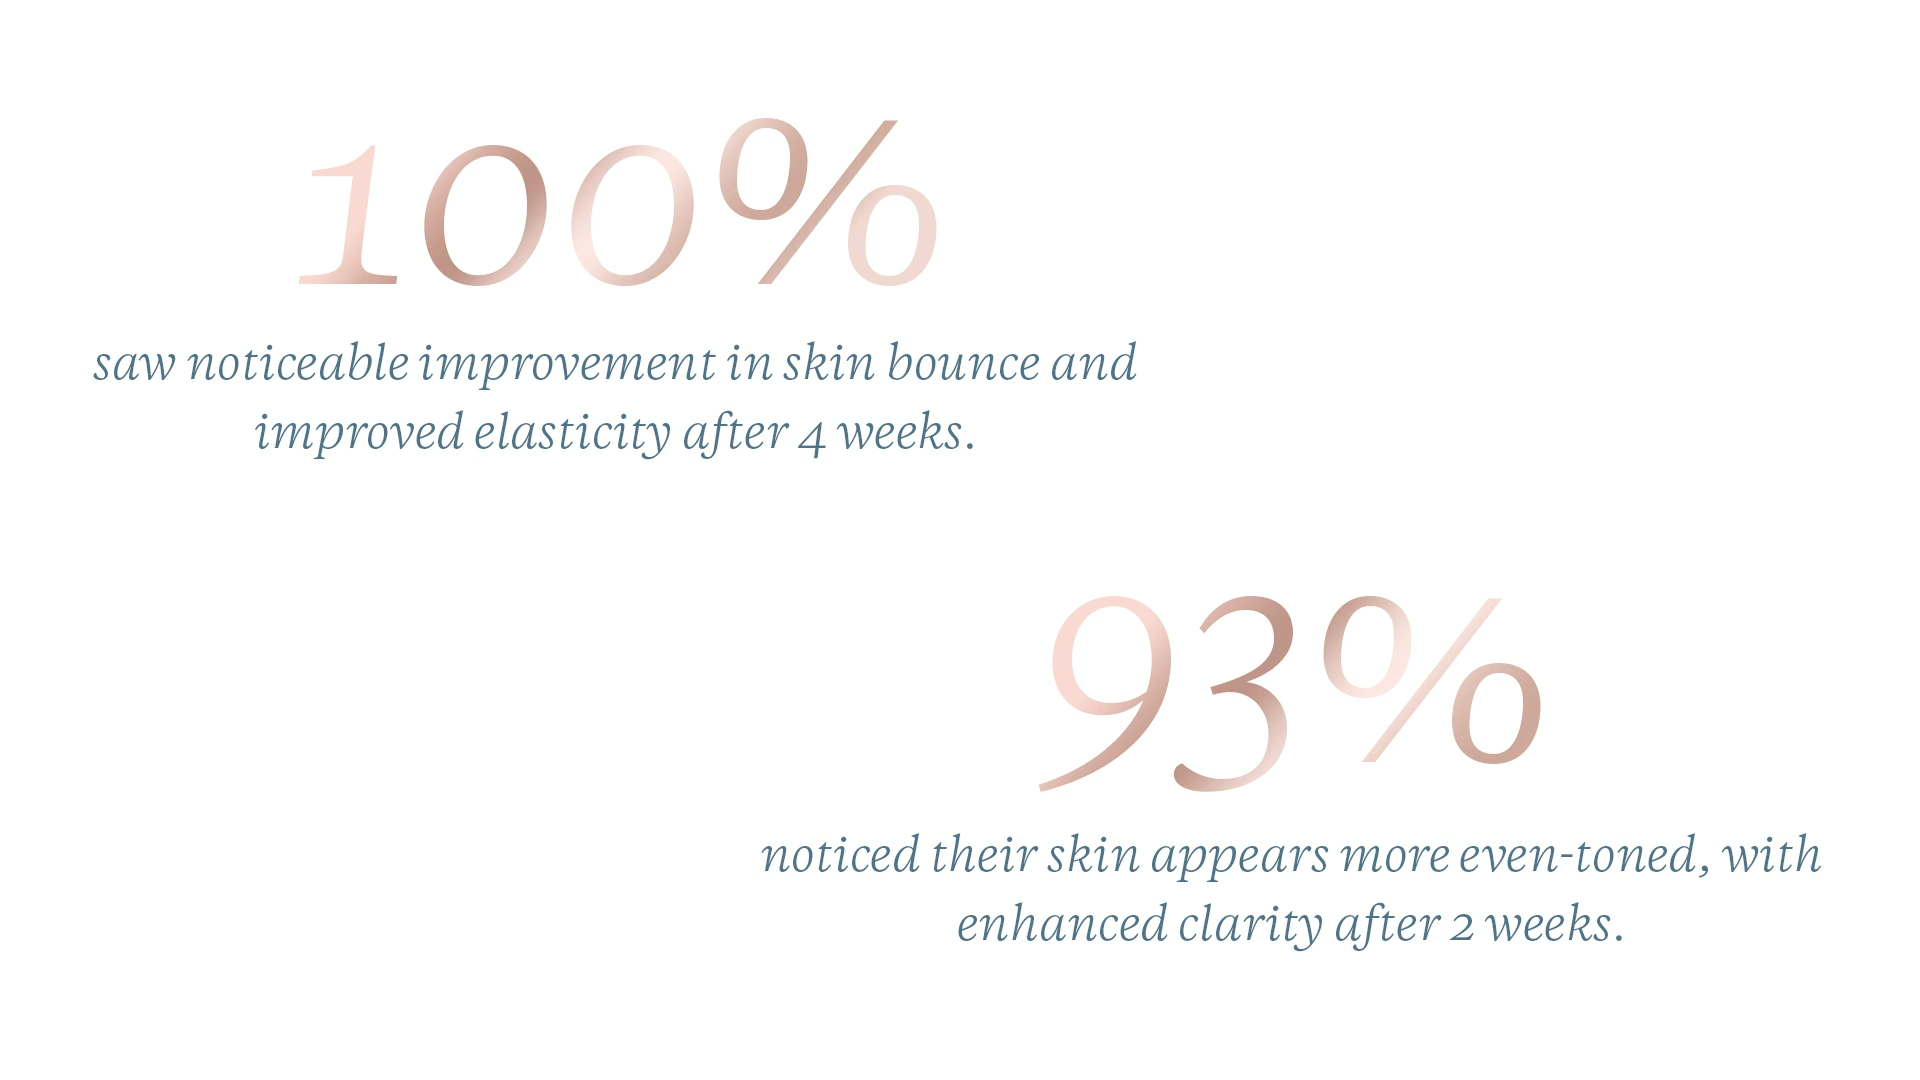 100%
saw noticeable improvement in skin bounce and
improved elasticity after 4 weeks.
93%
noticed their skin appears more even-toned, with
enhanced clarity after 2 weeks.